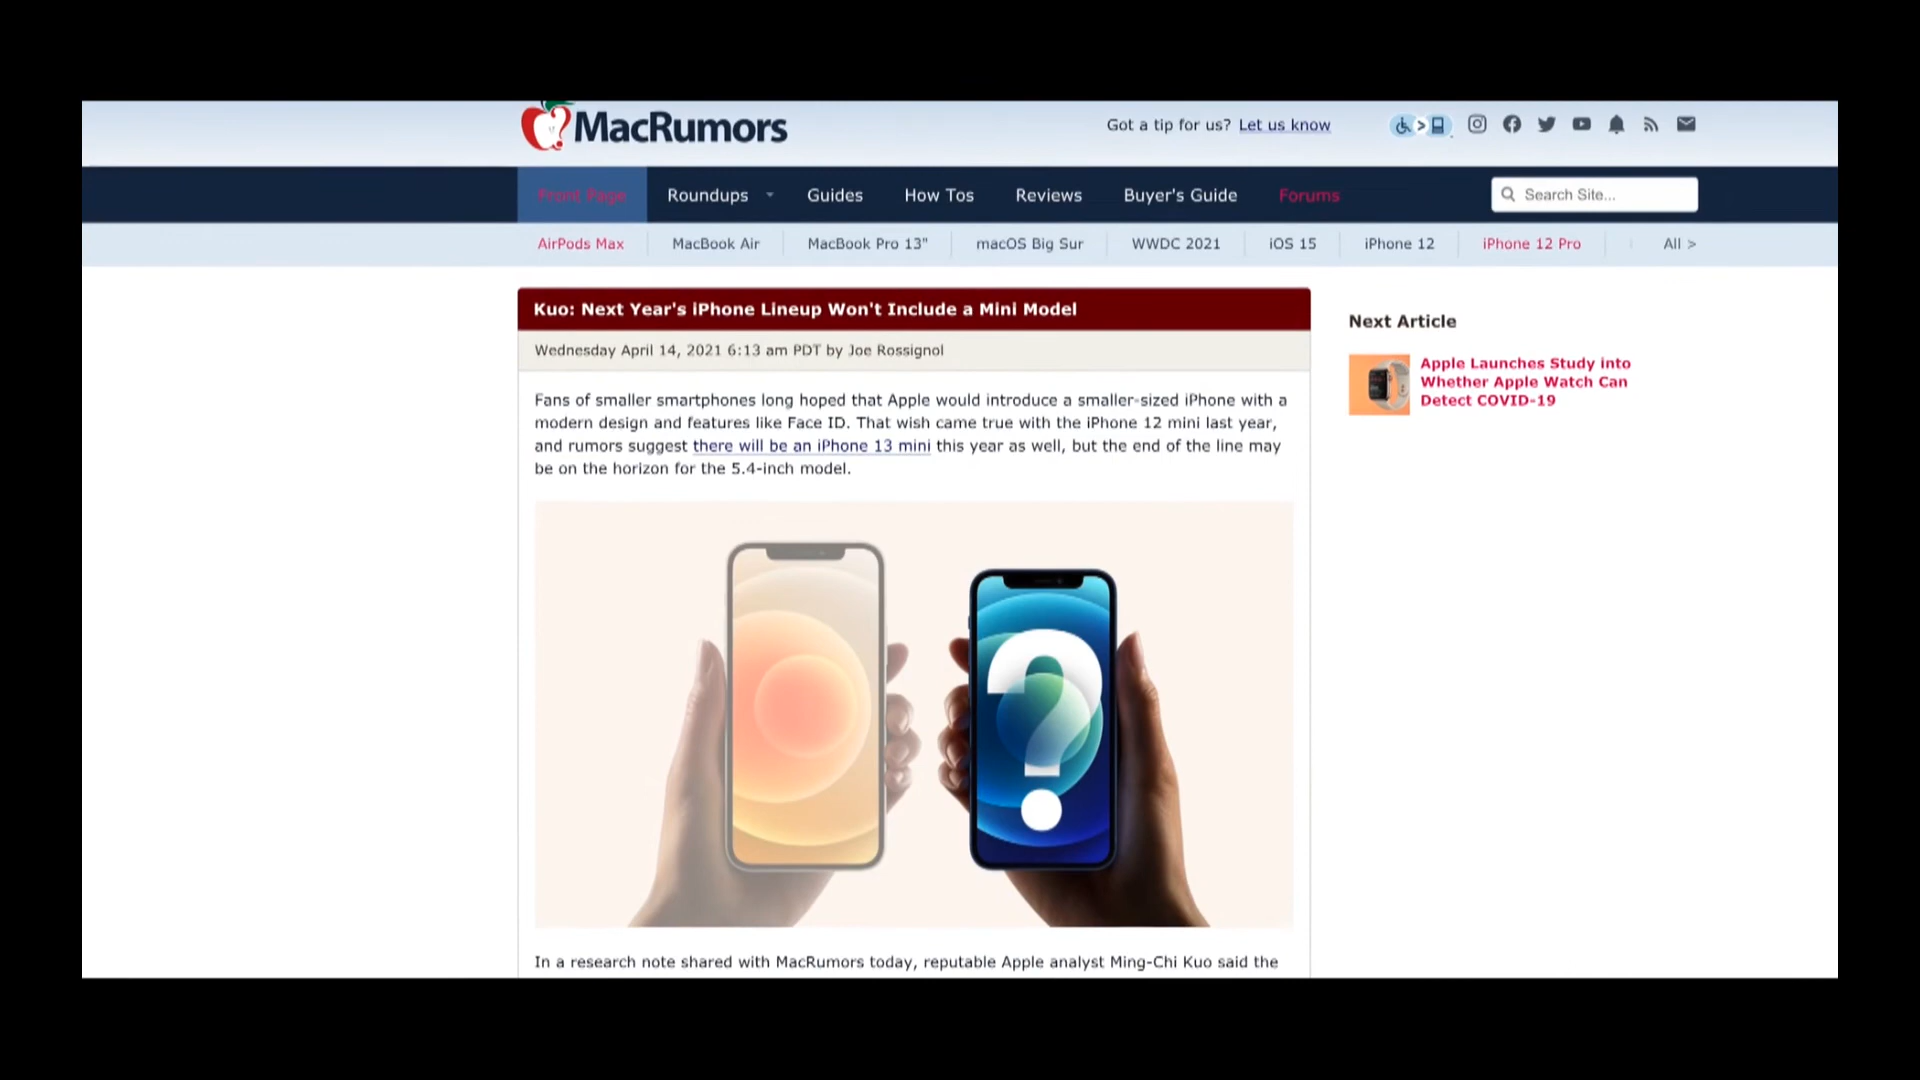 MacRumors
Got a tip for us? Let us know
Front Page Roundups Guides How Tos Reviews Buyer's Guide Forums Search Site...
AirPods Max MacBook Air MacBook Pro 13" macOS Big Sur WWDC 2021 iOS 15 iPhone 12 iPhone 12 Pro All >
Kuo: Next Year's iPhone Lineup Won't Include a Mini Model
Wednesday April 14, 2021 6:13 am PDT by Joe Rossignol
Fans of smaller smartphones long hoped that Apple would introduce a smaller-sized iPhone with a
modern design and features like Face ID. That wish came true with the iPhone 12 mini last year,
and rumors suggest there will be an iPhone 13 mini this year as well, but the end of the line may
be on the horizon for the 5.4-inch model.
?
In a research note shared with MacRumors today, reputable Apple analyst Ming-Chi Kuo said the
Next Article
Apple Launches Study into
Whether Apple Watch Can
Detect COVID-19